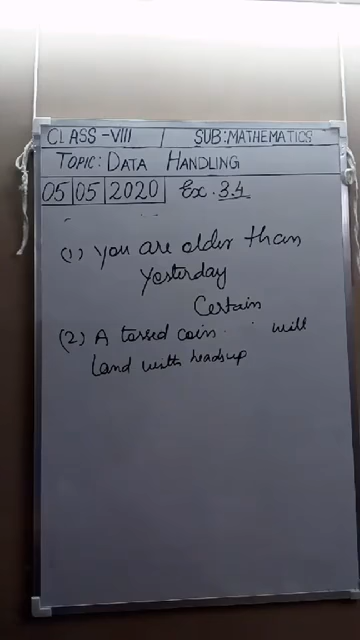 CLASS-VIII | SUB:MATHEMATICS
TOPIC: DATA HANDLING
05|05|2020 Ex. 3.4
(1) You are older than
Yesterday
Certain
(2) A tossed coin will
Land with heads up